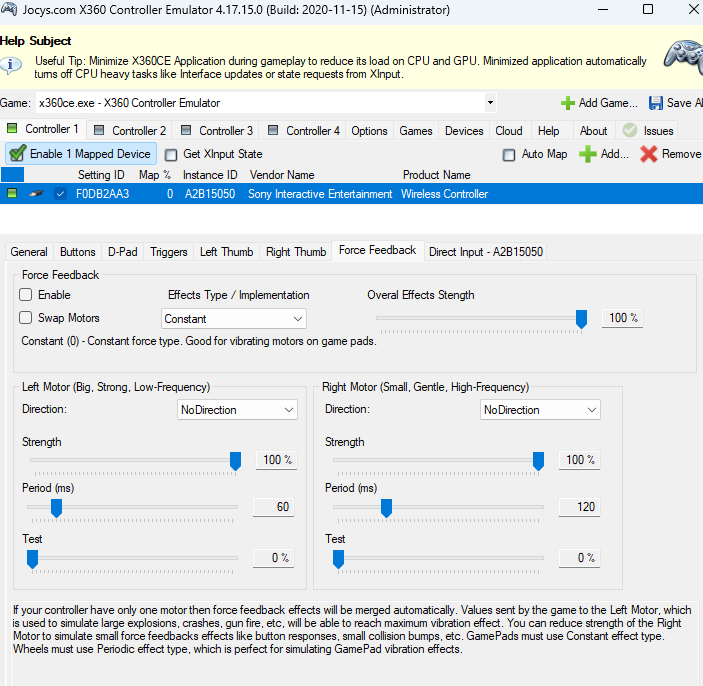 Jocys.com X360 Controller Emulator 4.17.15.0 (Build: 2020-11-15) (Administrator)
Help Subject
Useful Tip: Minimize X360CE Application during gameplay to reduce its load on CPU and GPU. Minimized application automatically
turns off CPU heavy tasks like Interface updates or state requests from XInput.
Game: x360ce.exe - X360 Controller Emulator Add Game... Save Al
Controller 1 Controller 2 Controller 3 Controller 4 Options Games Devices Cloud Help About Issues
Enable 1 Mapped Device Get XInput State Auto Map Add... Remove
Setting ID Map % Instance ID Vendor Name Product Name
F0DB2AA3 0 A2B15050 Sony Interactive Entertainment Wireless Controller
General Buttons D-Pad Triggers Left Thumb Right Thumb Force Feedback Direct Input - A2B15050
Force Feedback
Enable Effects Type / Implementation Overal Effects Stength
Swap Motors Constant 100 %
Constant (0) - Constant force type. Good for vibrating motors on game pads.
Left Motor (Big, Strong, Low-Frequency) Right Motor (Small, Gentle, High-Frequency)
Direction: NoDirection Direction: NoDirection
Strength Strength
100 % 100 %
Period (ms) Period (ms)
60 120
Test Test
0 % 0 %
If your controller have only one motor then force feedback effects will be merged automatically. Values sent by the game to the Left Motor, which
is used to simulate large explosions, crashes, gun fire, etc, will be able to reach maximum vibration effect. You can reduce strength of the Right
Motor to simulate small force feedbacks effects like button responses, small collision bumps, etc. GamePads must use Constant effect type.
Wheels must use Periodic effect type, which is perfect for simulating GamePad vibration effects.